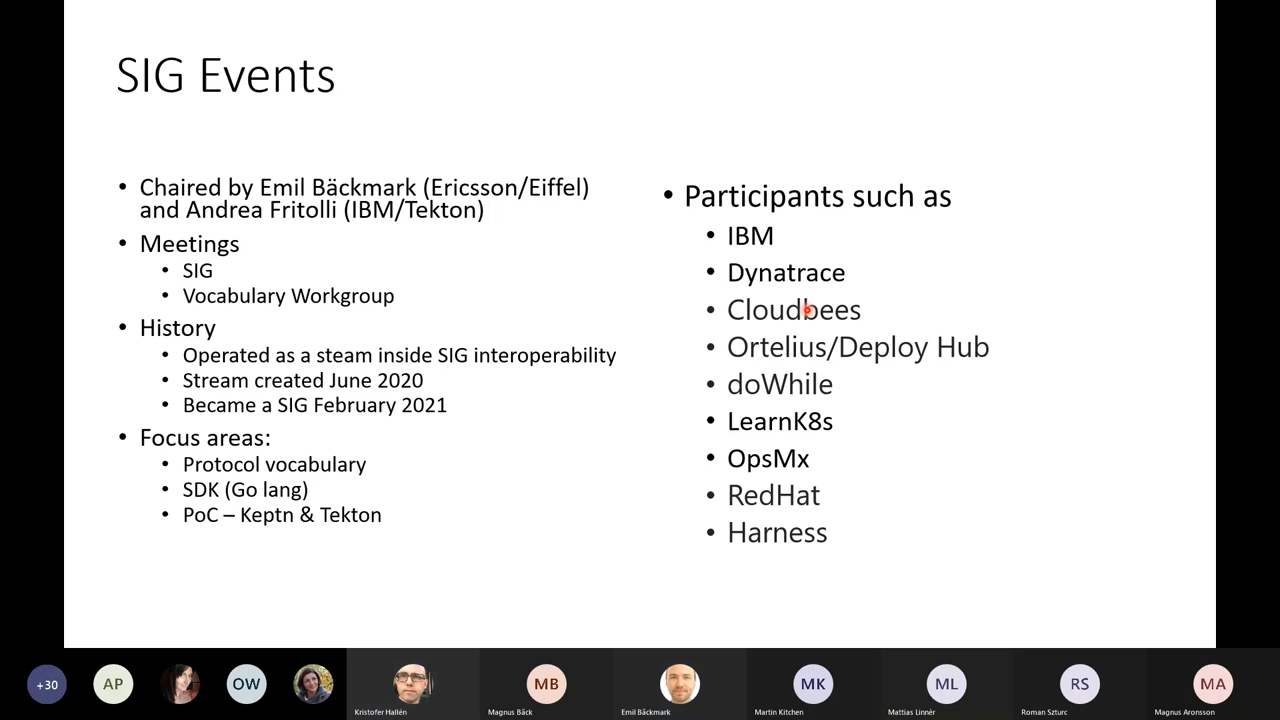 SIG Events
Chaired by Emil Bäckmark (Ericsson/Eiffel)
and Andrea Fritolli (IBM/Tekton)
Meetings
SIG
Vocabulary Workgroup
History
Operated as a steam inside SIG interoperability
Stream created June 2020
Became a SIG February 2021
Focus areas:
Protocol vocabulary
SDK (Go lang)
PoC – Keptn & Tekton
Participants such as
IBM
Dynatrace
Cloudbees
Ortelius/Deploy Hub
doWhile
LearnK8s
OpsMx
RedHat
Harness
+30
AP
OW
Kristofer Hallén
MB
Magnus Bäck
Emil Bäckmark
MK
Martin Kitchen
ML
Mattias Linnér
RS
Roman Szturc
MA
Magnus Aronsson